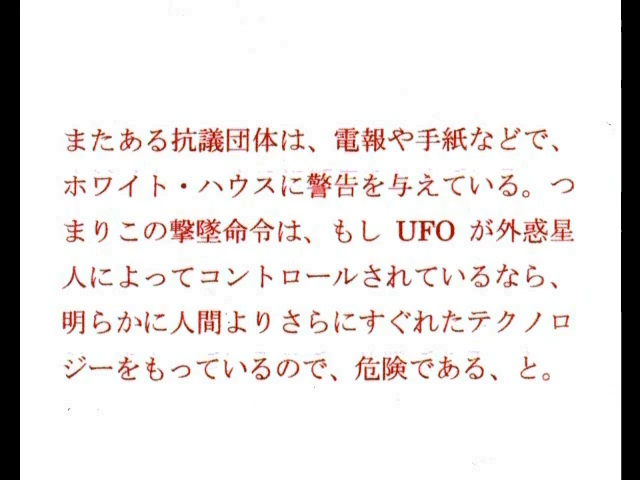 またある抗議団体は、電報や手紙などで、
ホワイト・ハウスに警告を与えている。つ
まりこの撃墜命令は、もし UFO が外惑星
人によってコントロールされているなら、
明らかに人間よりさらにすぐれたテクノロ
ジーをもっているので、危険である、と。